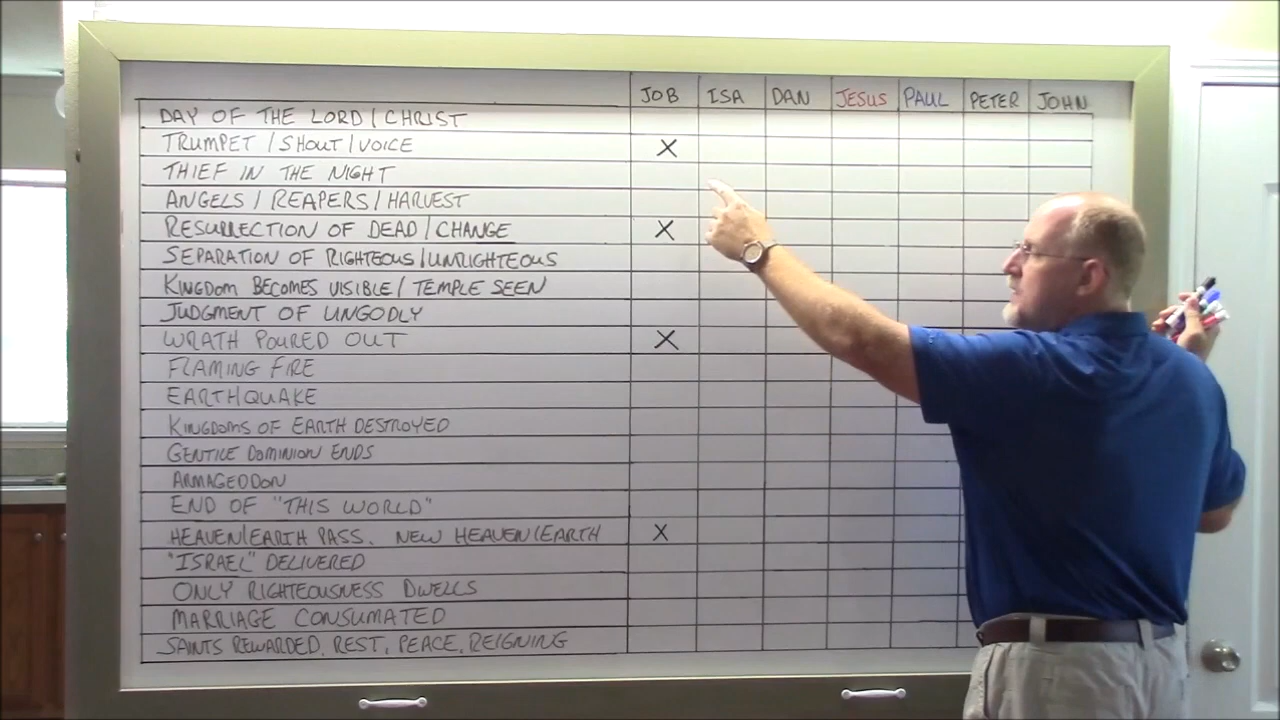 JOB ISA DAN JESUS PAUL PETER JOHN
DAY OF THE LORD/CHRIST
TRUMPET/SHOUT/VOICE X
THIEF IN THE NIGHT
ANGELS/REAPERS/HARVEST
RESURRECTION OF DEAD/CHANGE X
SEPARATION OF RIGHTEOUS/UNRIGHTEOUS
KINGDOM BECOMES VISIBLE/TEMPLE SEEN
JUDGMENT OF UNGODLY
WRATH POURED OUT X
FLAMING FIRE
EARTHQUAKE
KINGDOMS OF EARTH DESTROYED
GENTILE DOMINION ENDS
ARMAGEDDON
END OF "THIS WORLD"
HEAVEN/EARTH PASS. NEW HEAVEN/EARTH X
"ISRAEL" DELIVERED
ONLY RIGHTEOUSNESS DWELLS
MARRIAGE CONSUMATED
SAINTS REWARDED, REST, PEACE, REIGNING